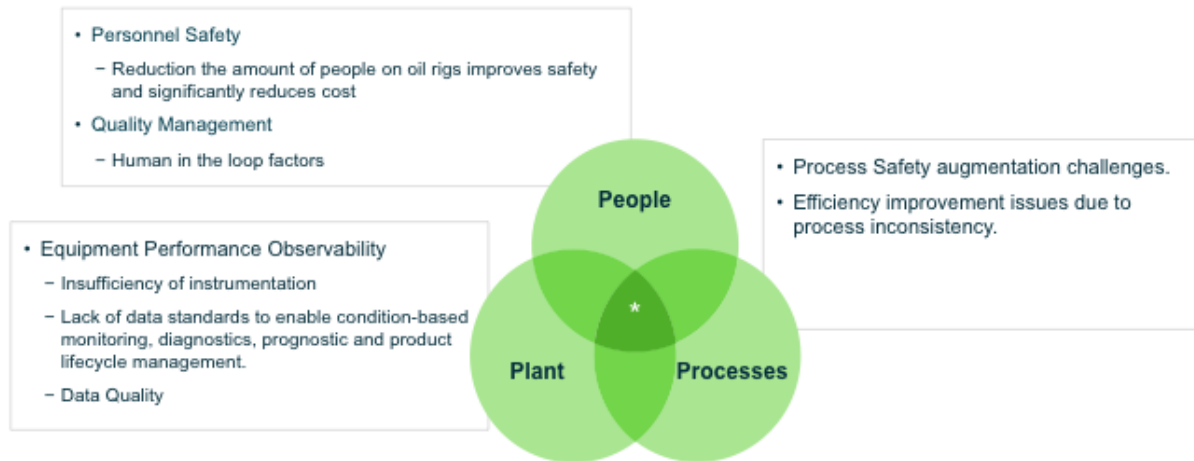 • Personnel Safety
– Reduction the amount of people on oil rigs improves safety
and significantly reduces cost
• Quality Management
– Human in the loop factors
People
• Process Safety augmentation challenges.
• Efficiency improvement issues due to
process inconsistency.
• Equipment Performance Observability
– Insufficiency of instrumentation
– Lack of data standards to enable condition-based
monitoring, diagnostics, prognostic and product
lifecycle management.
– Data Quality
*
Plant
Processes